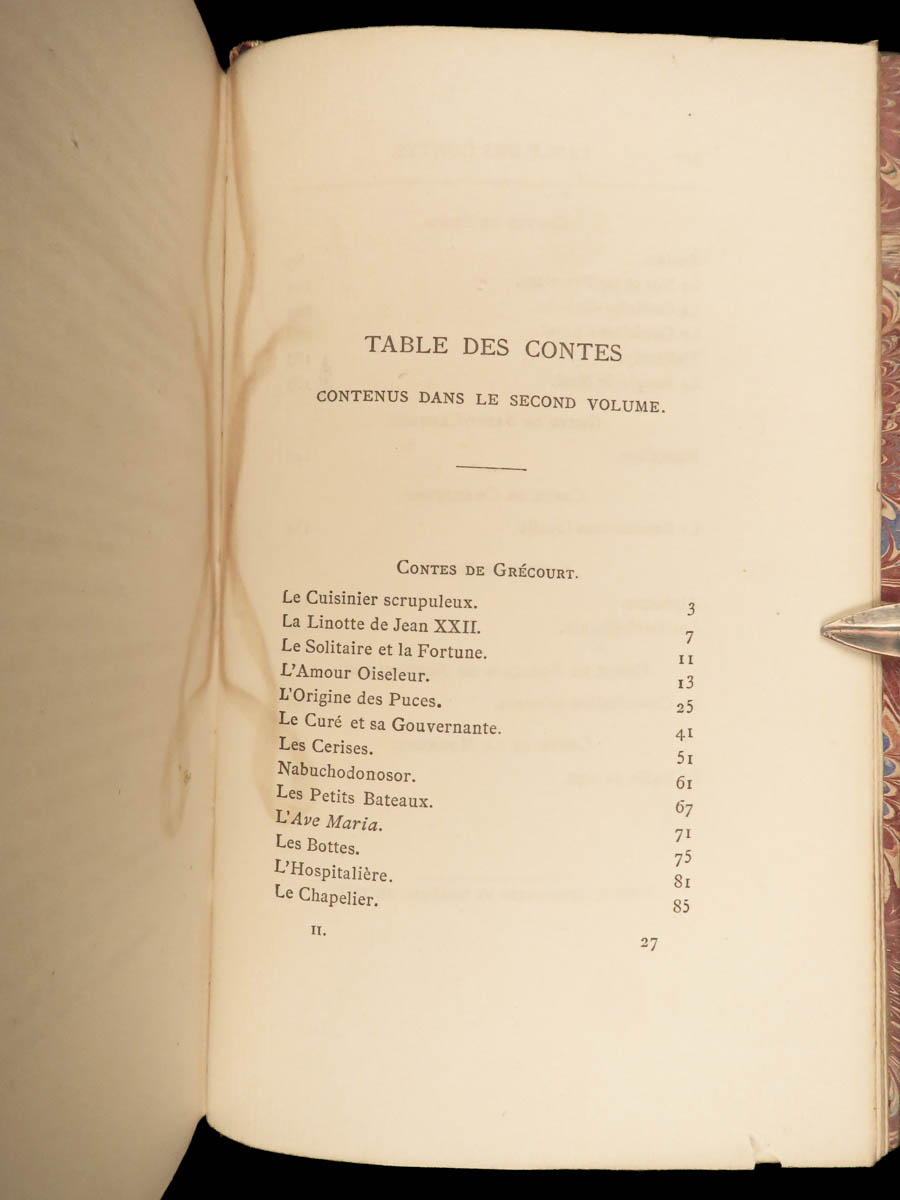 TABLE DES CONTES
CONTENUS DANS LE SECOND VOLUME.
CONTES DE GRÉCOURT.
Le Cuisinier scrupuleux. 3
La Linotte de Jean XXII. 7
Le Solitaire et la Fortune. 11
L'Amour Oiseleur. 13
L'Origine des Puces. 25
Le Curé et sa Gouvernante. 41
Les Cerises. 51
Nabuchodonosor. 61
Les Petits Bateaux. 67
L'Ave Maria. 71
Les Bottes. 75
L'Hospitalière. 81
Le Chapelier. 85
II. 27